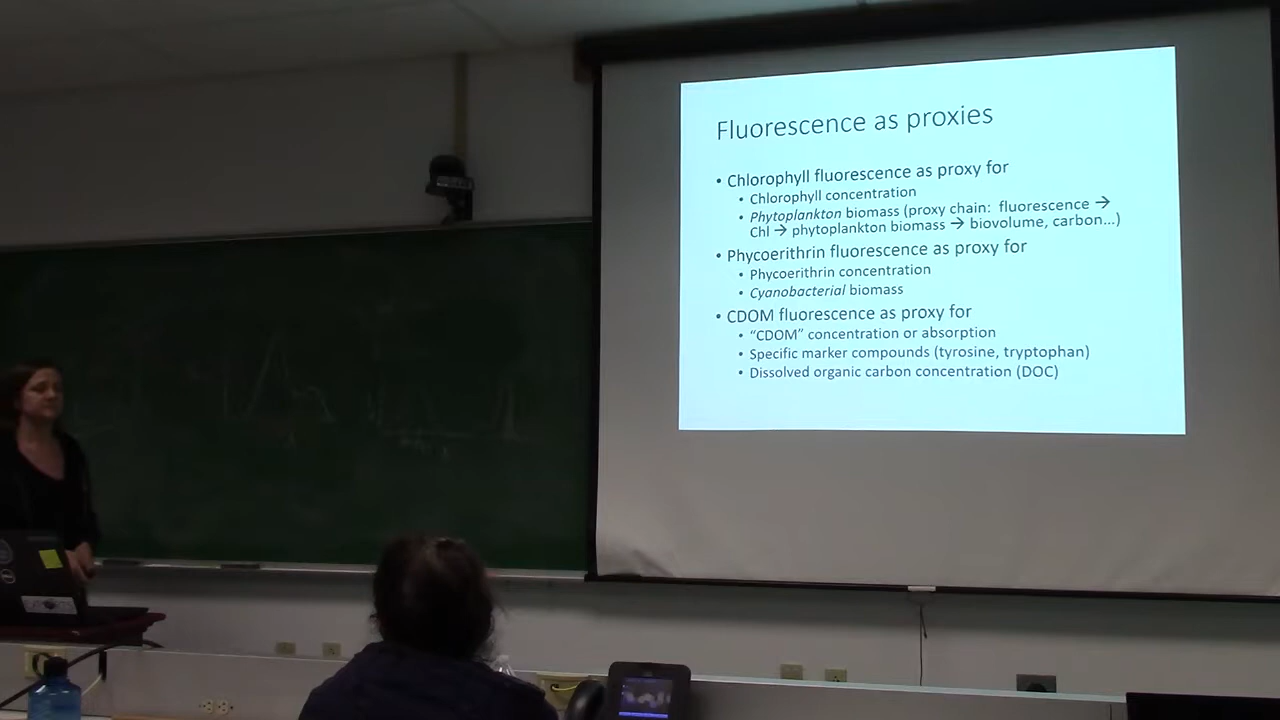 Fluorescence as proxies
• Chlorophyll fluorescence as proxy for
• Chlorophyll concentration
• Phytoplankton biomass (proxy chain: fluorescence →
Chl → phytoplankton biomass → biovolume, carbon...)
• Phycoerithrin fluorescence as proxy for
• Phycoerithrin concentration
• Cyanobacterial biomass
• CDOM fluorescence as proxy for
• “CDOM” concentration or absorption
• Specific marker compounds (tyrosine, tryptophan)
• Dissolved organic carbon concentration (DOC)